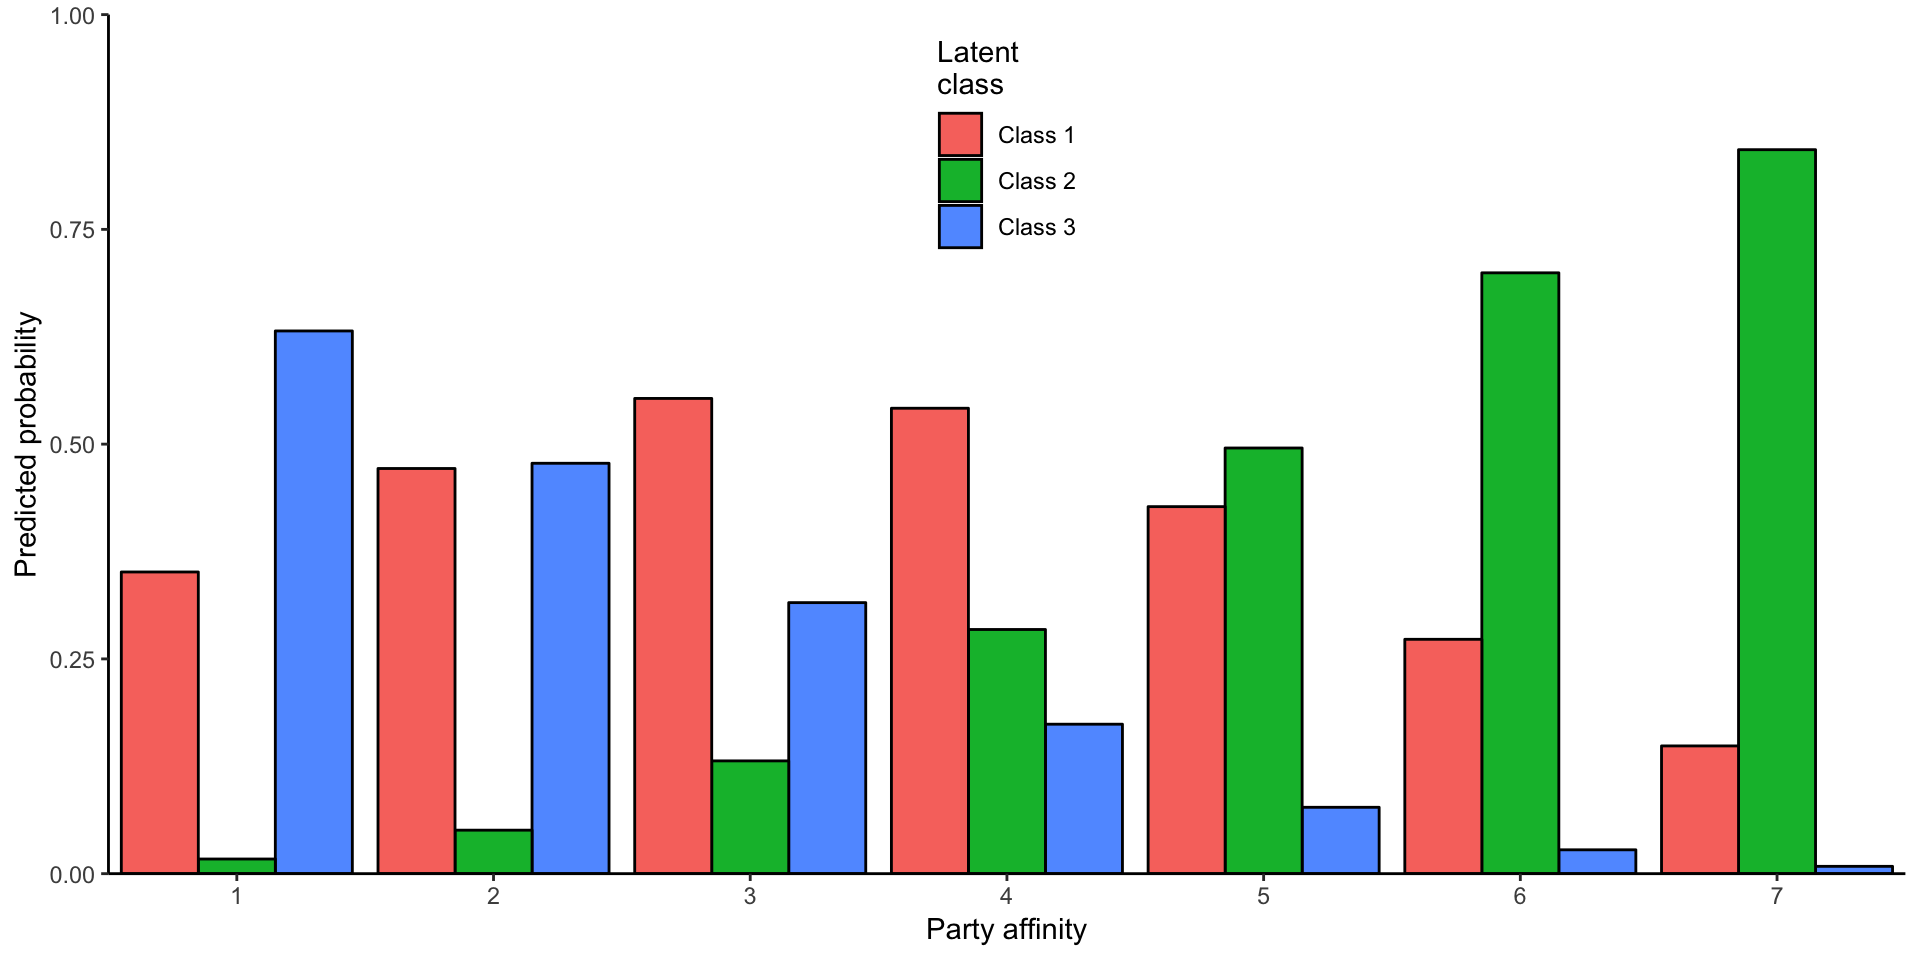 1.00
0.75
0.50
0.25
0.00
Predicted probability
Latent
class
Class 1
Class 2
Class 3
1 2 3 4 5 6 7
Party affinity